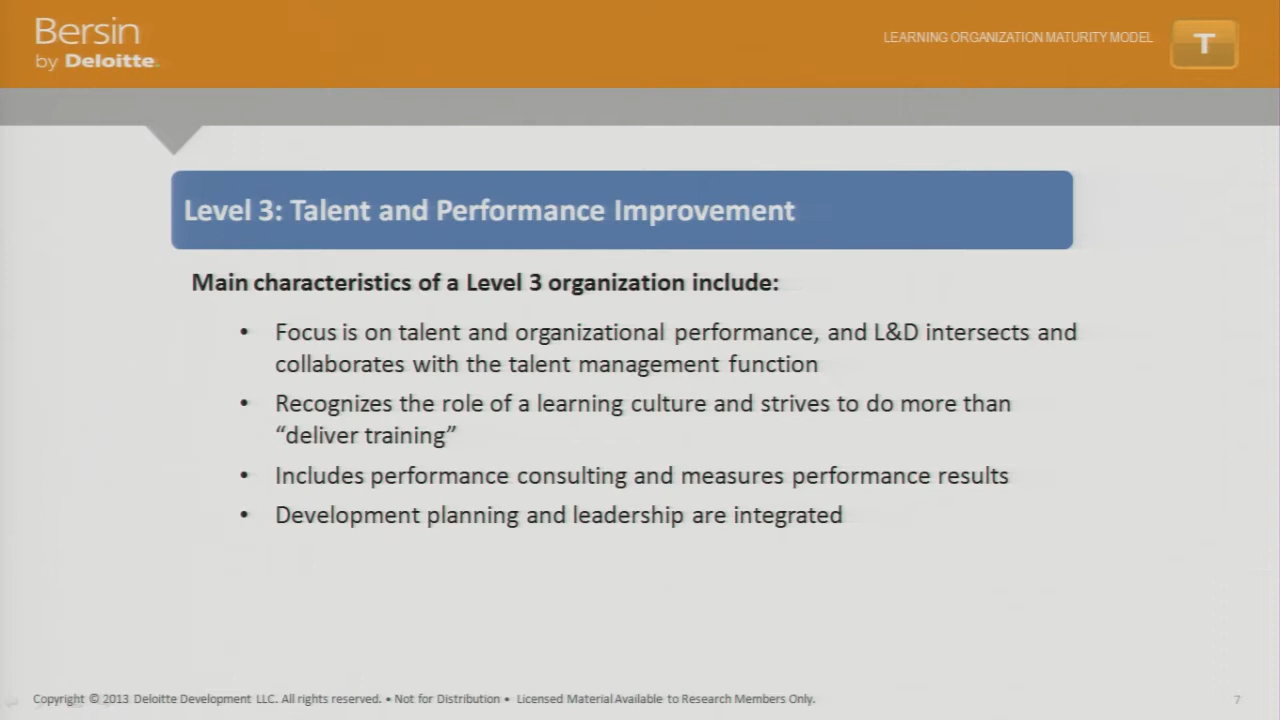 Bersin
by Deloitte.
LEARNING ORGANIZATION MATURITY MODEL
T
Level 3: Talent and Performance Improvement
Main characteristics of a Level 3 organization include:
• Focus is on talent and organizational performance, and L&D intersects and
collaborates with the talent management function
• Recognizes the role of a learning culture and strives to do more than
“deliver training”
• Includes performance consulting and measures performance results
• Development planning and leadership are integrated
Copyright © 2013 Deloitte Development LLC. All rights reserved. • Not for Distribution • Licensed Material Available to Research Members Only.
7